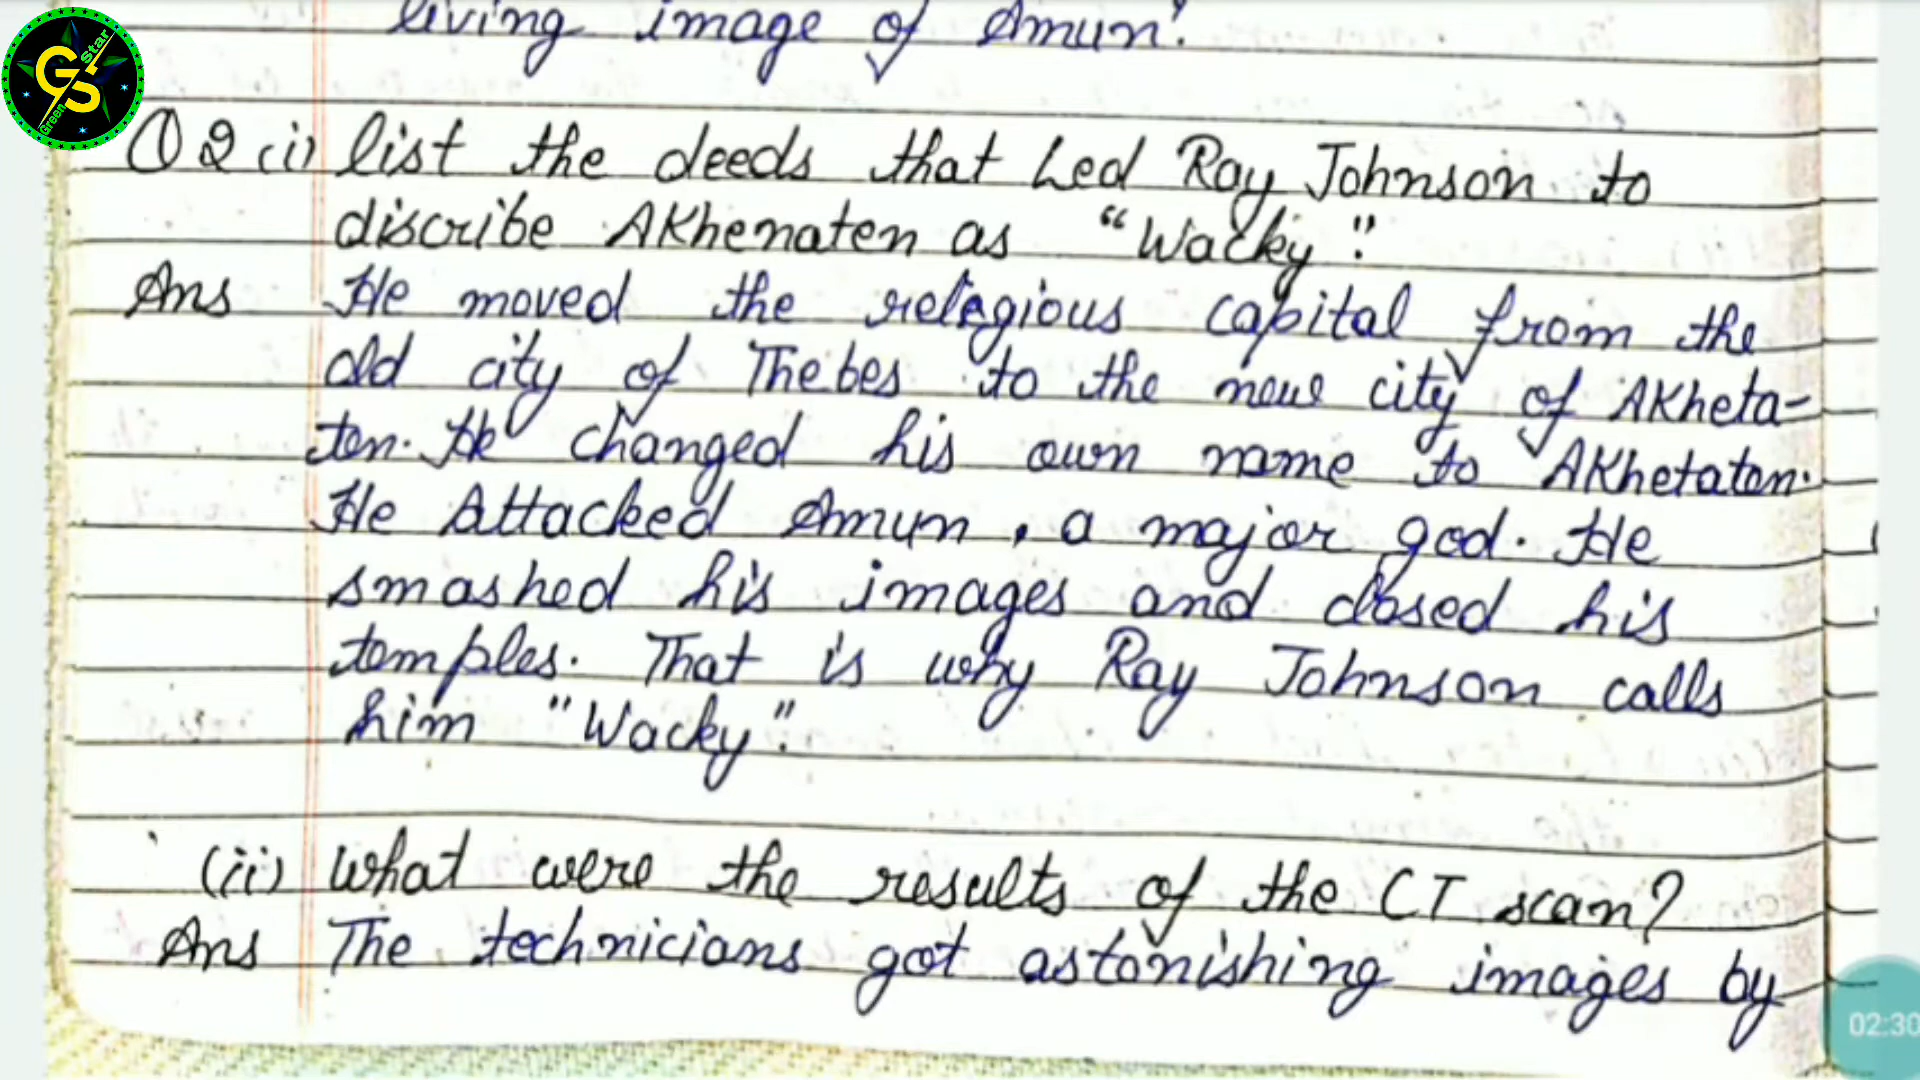 living image of Amun".
Q2 (i) list the deeds that Led Ray Johnson to
discribe AKhenaten as "Wacky".
Ans He moved the relegious capital from the
old city of Thebes to the new city of AKheta-
ten. He changed his own name to AKhetaten.
He Attacked Amun, a major god. He
smashed his images and closed his
temples. That is why Ray Johnson calls
him "Wacky".
(ii) What were the results of the CT scan?
Ans The technicians got astonishing images by
GS
Green Star
02:30